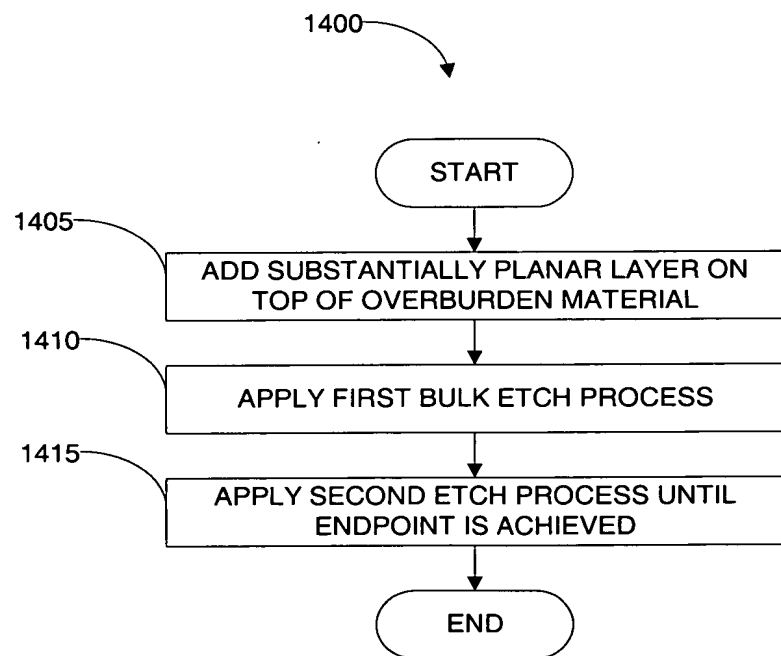 1400
START
1405
ADD SUBSTANTIALLY PLANAR LAYER ON
TOP OF OVERBURDEN MATERIAL
1410
APPLY FIRST BULK ETCH PROCESS
1415
APPLY SECOND ETCH PROCESS UNTIL
ENDPOINT IS ACHIEVED
END